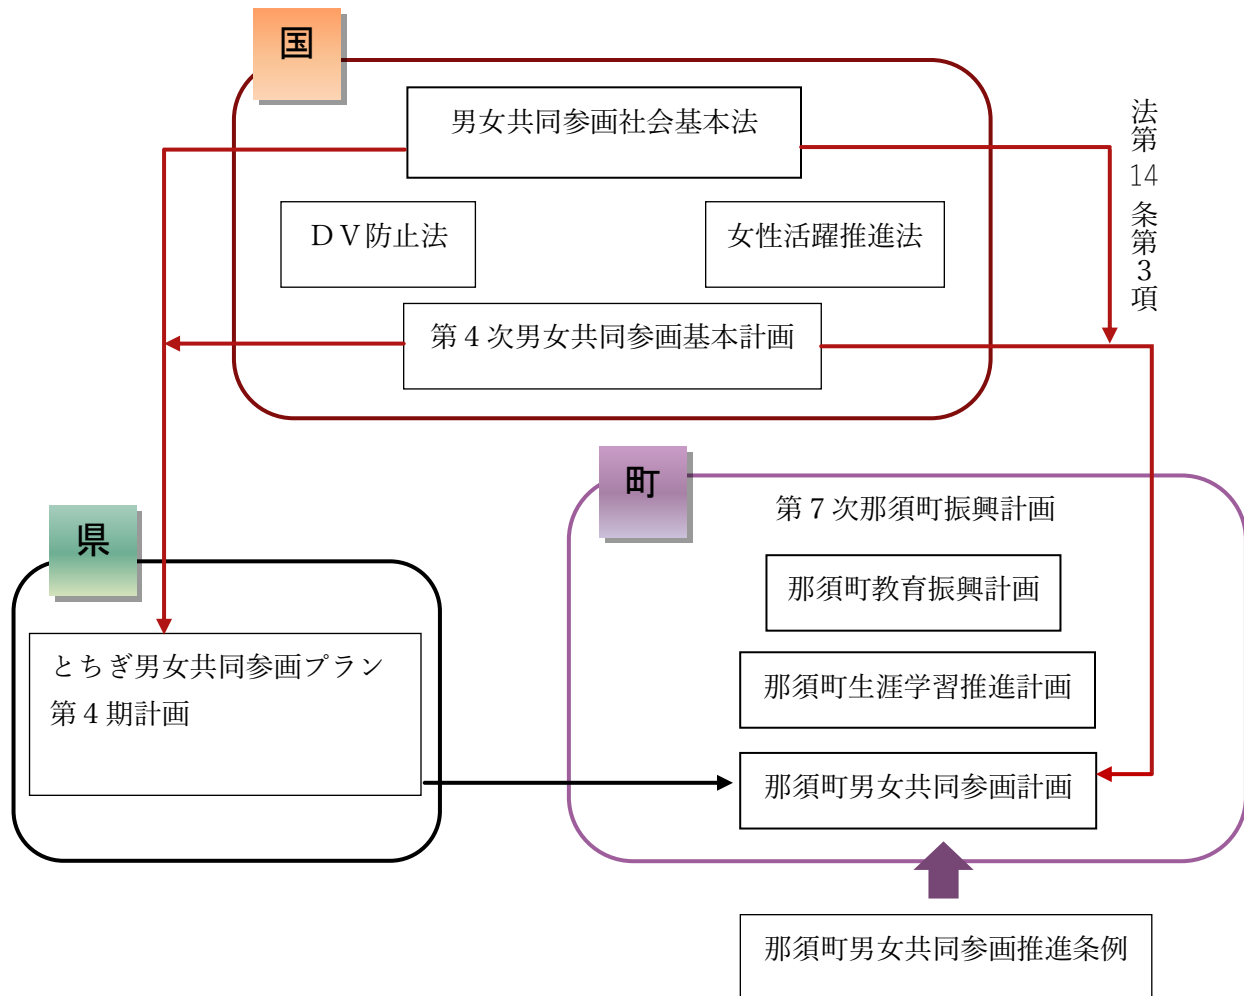 国
男女共同参画社会基本法
ＤＶ防止法
女性活躍推進法
第４次男女共同参画基本計画
法第14条第３項
町
第７次那須町振興計画
那須町教育振興計画
那須町生涯学習推進計画
那須町男女共同参画計画
県
とちぎ男女共同参画プラン
第４期計画
那須町男女共同参画推進条例